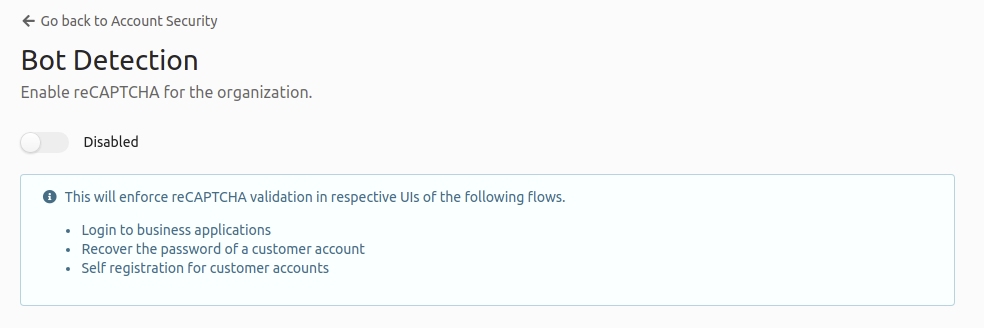 Go back to Account Security
Bot Detection
Enable reCAPTCHA for the organization.
Disabled
This will enforce reCAPTCHA validation in respective UIs of the following flows.
Login to business applications
Recover the password of a customer account
Self registration for customer accounts